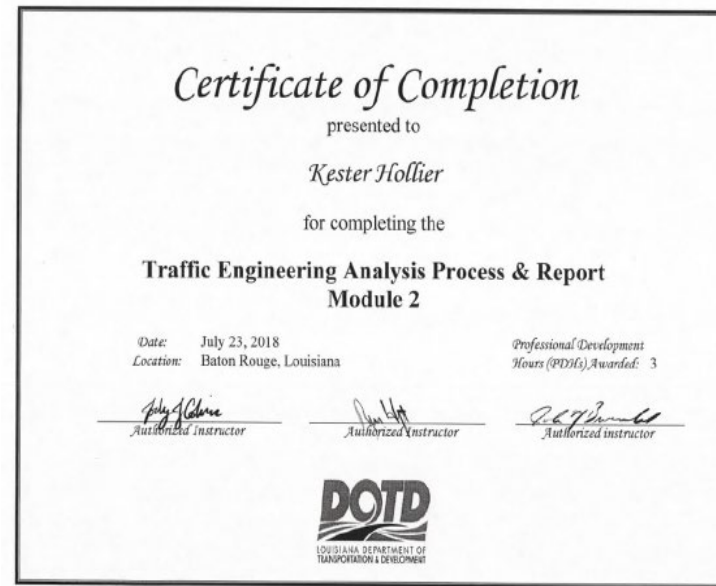 Certificate of Completion
presented to
Kester Hollier
for completing the
Traffic Engineering Analysis Process & Report
Module 2
Date: July 23, 2018
Location: Baton Rouge, Louisiana
Professional Development
Hours (PDHs) Awarded: 3
Authorized Instructor
Authorized Instructor
Authorized instructor
DOTD
LOUISIANA DEPARTMENT OF
TRANSPORTATION & DEVELOPMENT